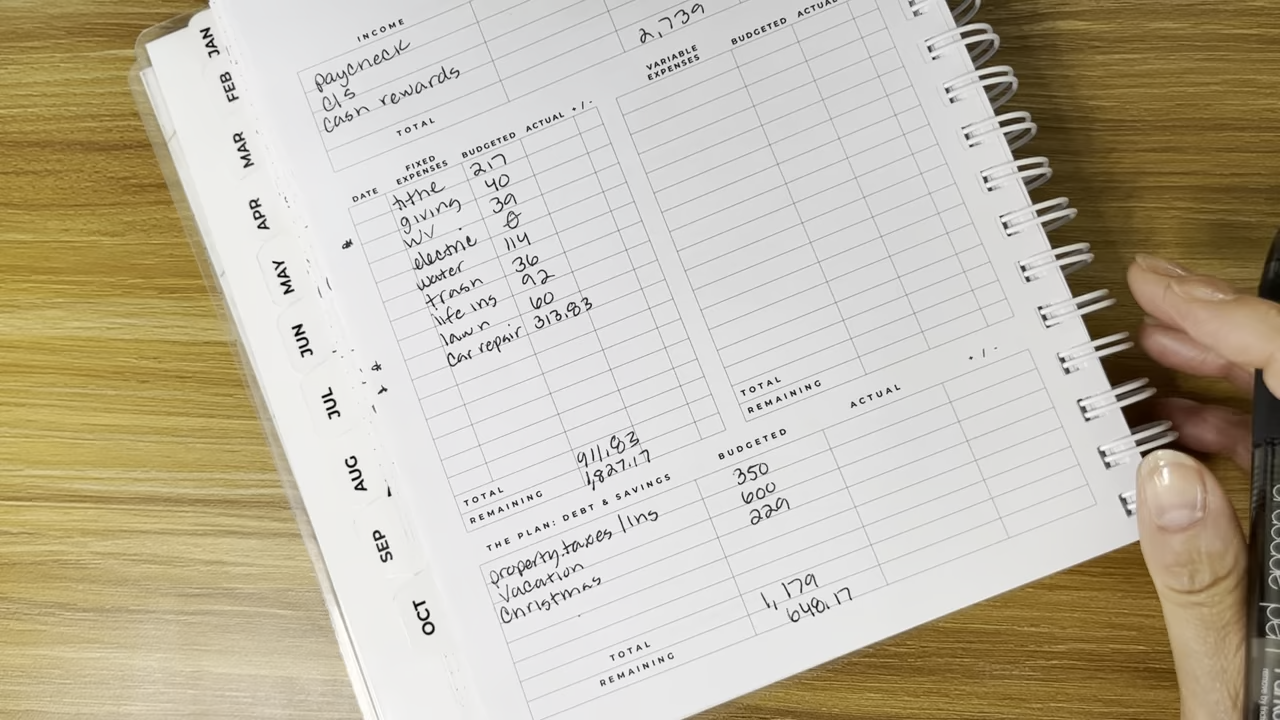 JAN
FEB
MAR
APR
MAY
JUN
JUL
AUG
SEP
OCT
INCOME
paycheck
C/S
cash rewards
TOTAL
2,739
DATE FIXED EXPENSES BUDGETED ACTUAL +/-
tithe 217
giving 40
WV 39
electric 0
water 114
trash 36
life ins 92
lawn 60
car repair 313.83
TOTAL 911.83
REMAINING 1,827.17
VARIABLE EXPENSES BUDGETED ACTUAL
TOTAL
REMAINING
THE PLAN: DEBT & SAVINGS BUDGETED ACTUAL +/-
property taxes/ins 350
Vacation 600
Christmas 229
TOTAL 1,179
REMAINING 648.17